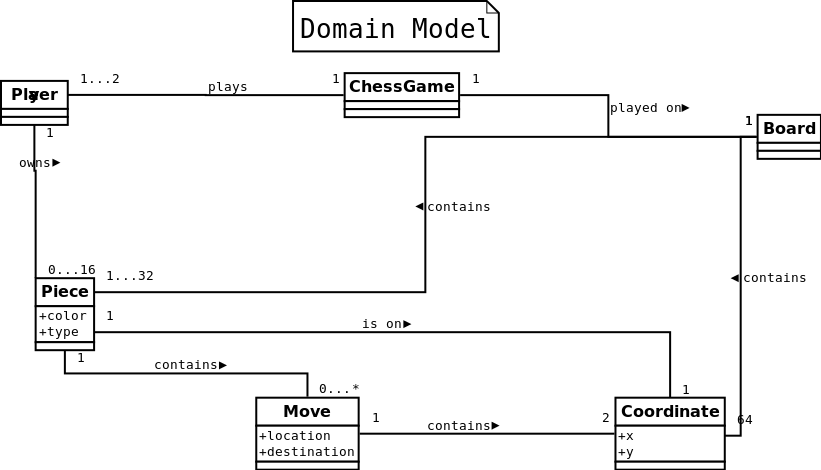 Domain Model
1...2
plays
1
ChessGame
1
Player
1
owns►
played on►
1
Board
◄contains
0...16
1...32
Piece
+color
+type
1
is on►
◄contains
1
contains►
0...*
Move
+location
+destination
1
contains►
2
1
Coordinate
+x
+y
64